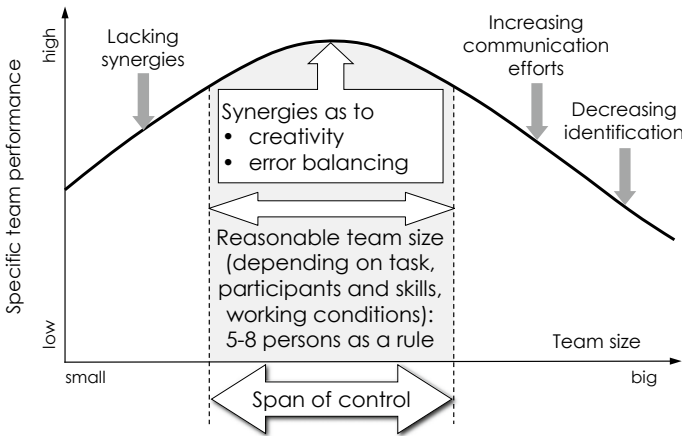 high
Lacking
synergies
Increasing
communication
efforts
Decreasing
identification
Synergies as to
• creativity
• error balancing
Specific team performance
Reasonable team size
(depending on task,
participants and skills,
working conditions):
5-8 persons as a rule
low
Team size
small
big
Span of control